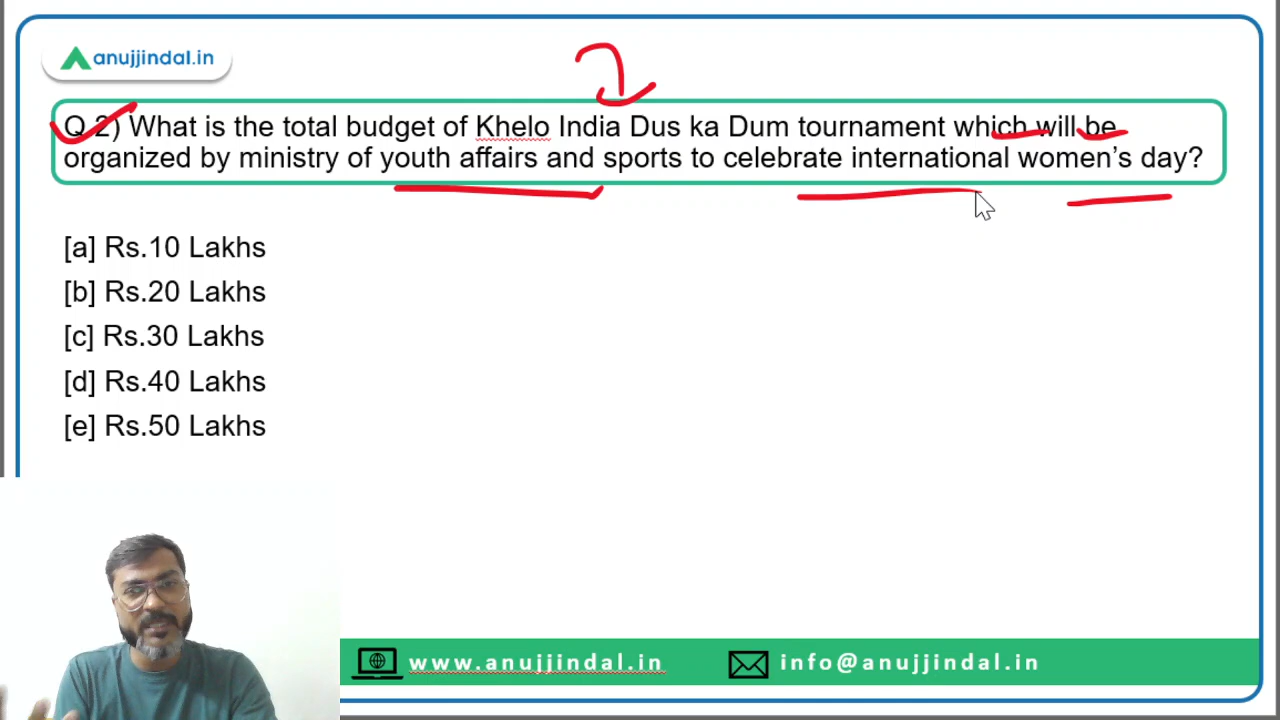 anujjindal.in
Q.2) What is the total budget of Khelo India Dus ka Dum tournament which will be
organized by ministry of youth affairs and sports to celebrate international women’s day?
[a] Rs.10 Lakhs
[b] Rs.20 Lakhs
[c] Rs.30 Lakhs
[d] Rs.40 Lakhs
[e] Rs.50 Lakhs
www.anujjindal.in
info@anujjindal.in